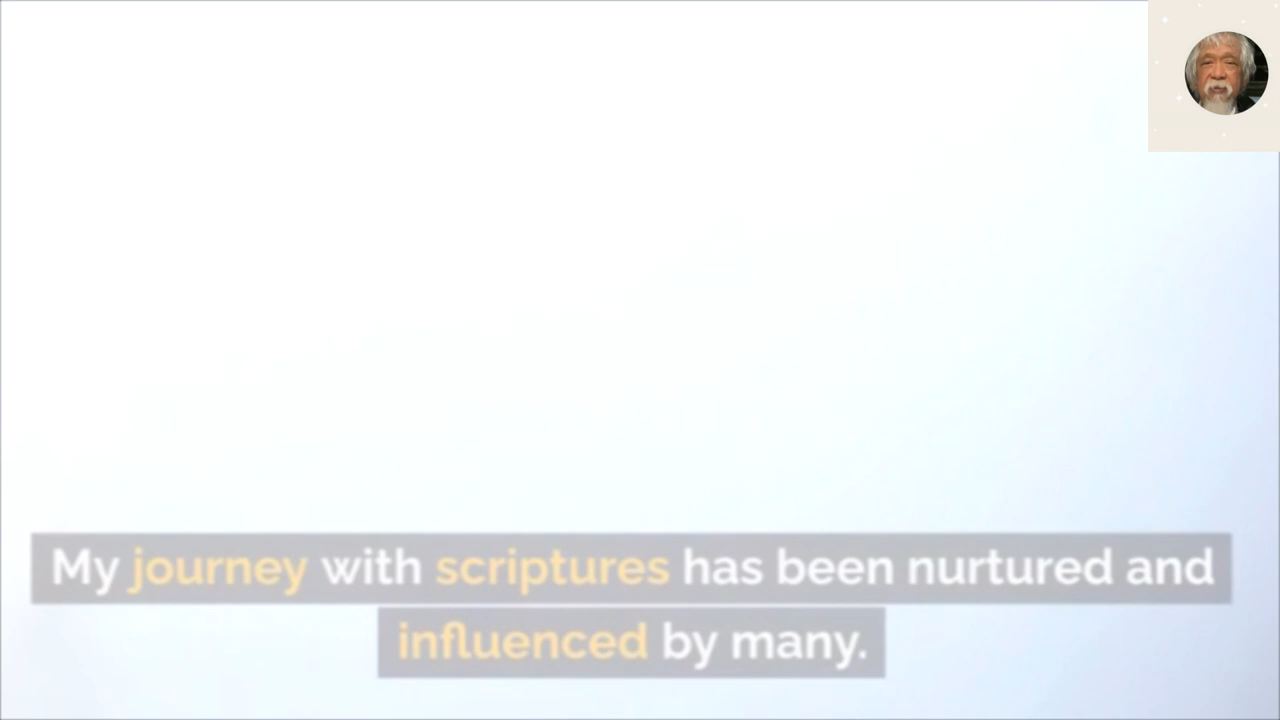 My journey with scriptures has been nurtured and
influenced by many.